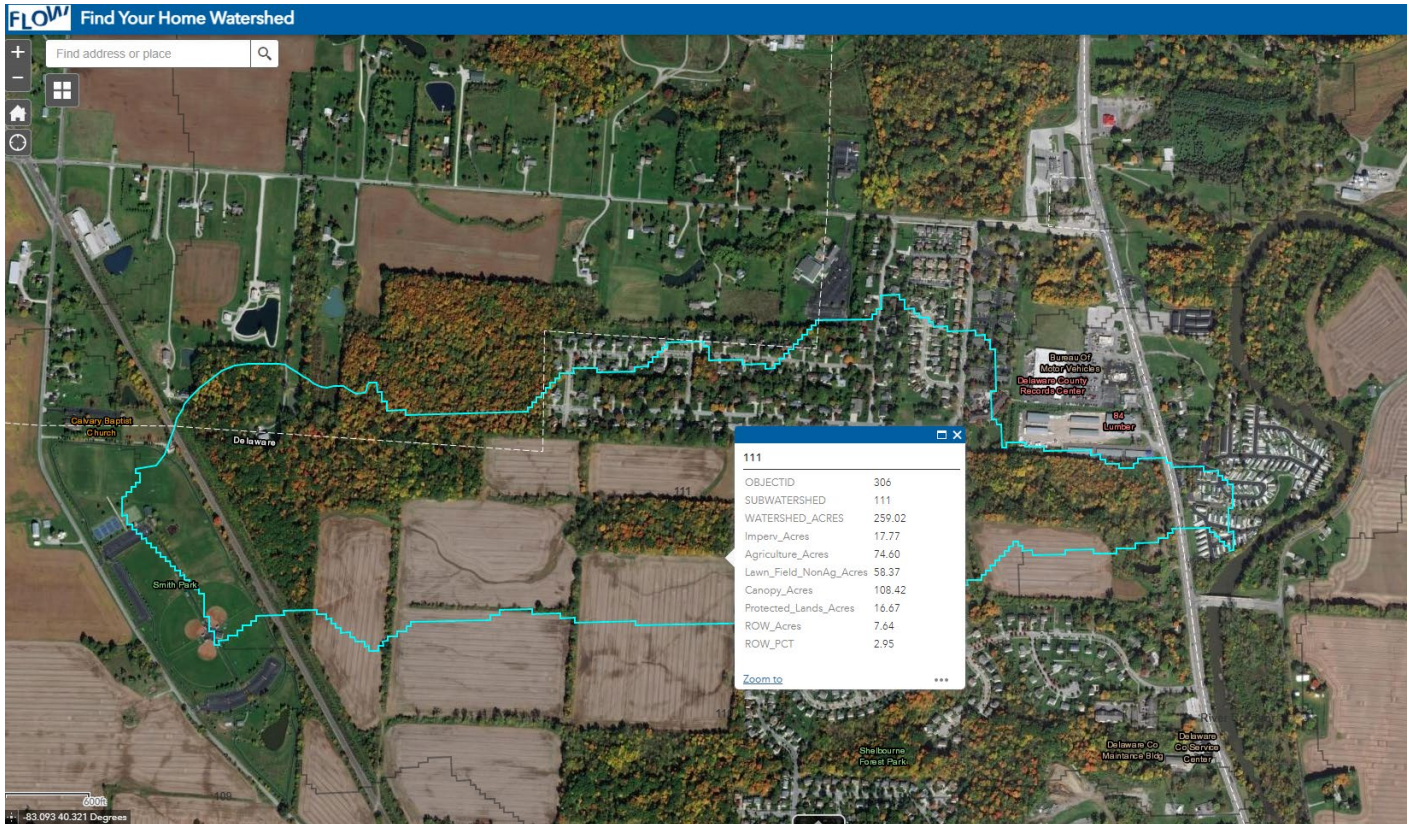 FLOW Find Your Home Watershed
+
Find address or place
−
Bureau Of
Motor Vehicles
Delaware County
Records Center
84
Lumber
Calvary Baptist
Church
Delaware
111
111
OBJECTID 306
SUBWATERSHED 111
WATERSHED_ACRES 259.02
Imperv_Acres 17.77
Agriculture_Acres 74.60
Lawn_Field_NonAg_Acres 58.37
Canopy_Acres 108.42
Protected_Lands_Acres 16.67
ROW_Acres 7.64
ROW_PCT 2.95
Zoom to
Smith Park
Shelbourne
Forest Park
River
Delaware Co
Maintance Bldg
Delaware
Co Service
Center
109
600ft
-83.093 40.321 Degrees